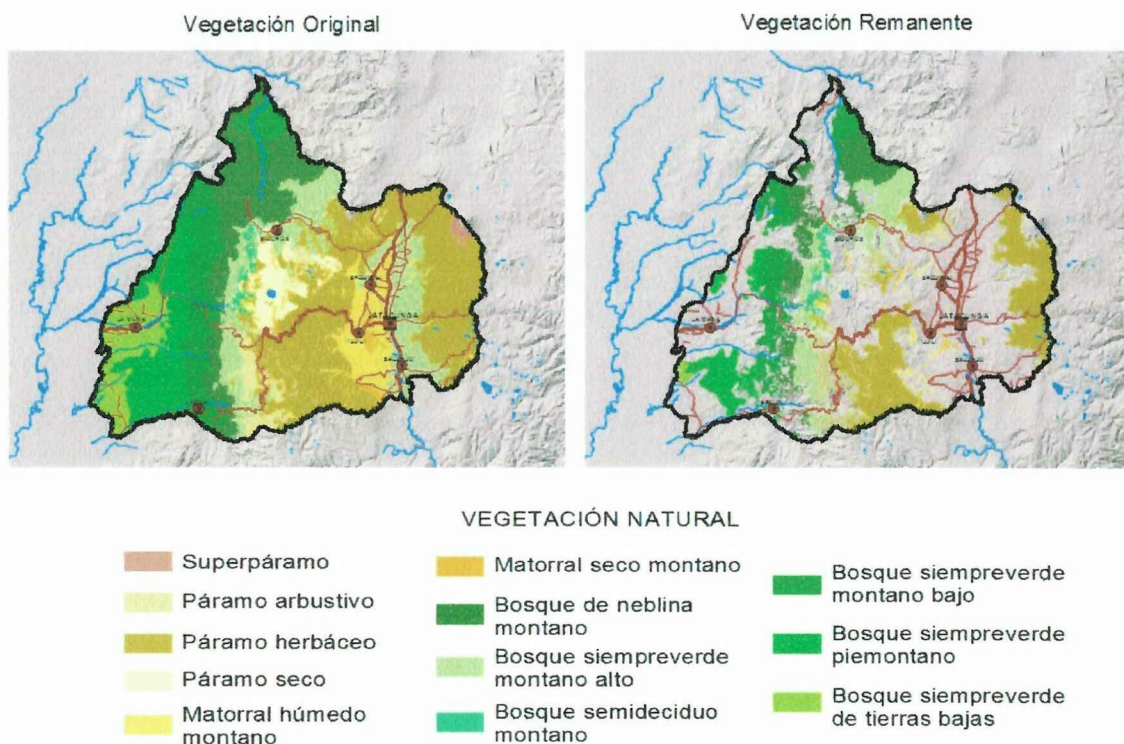 Vegetación Original
Vegetación Remanente
VEGETACIÓN NATURAL
Superpáramo
Páramo arbustivo
Páramo herbáceo
Páramo seco
Matorral húmedo
montano
Matorral seco montano
Bosque de neblina
montano
Bosque siempreverde
montano alto
Bosque semideciduo
montano
Bosque siempreverde
montano bajo
Bosque siempreverde
piemontano
Bosque siempreverde
de tierras bajas